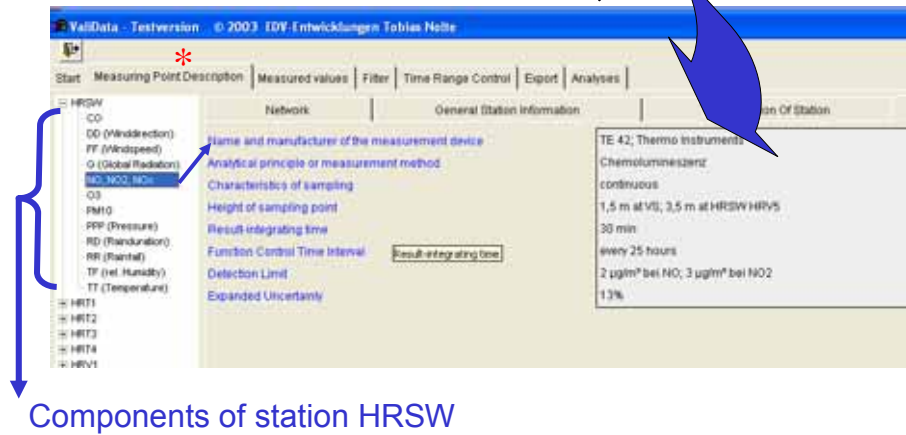 ValiData - Testversion © 2003 EDV-Entwicklungen Tobias Nolte
*
Start Measuring Point Description Measured values Filter Time Range Control Export Analyses
HRSW
CO
DD (Winddirection)
FF (Windspeed)
G (Global Radiation)
NO, NO2, NOx
O3
PM10
PPP (Pressure)
RD (Rainduration)
RR (Rainfall)
TF (rel. Humidity)
TT (Temperature)
HRT1
HRT2
HRT3
HRT4
HRV1
Network General Station Information on Of Station
Name and manufacturer of the measurement device TE 42; Thermo Instruments
Analytical principle or measurement method Chemolumineszenz
Characteristics of sampling continuous
Height of sampling point 1,5 m at VS; 3,5 m at HRSW HRV5
Result-integrating time 30 min
Function Control Time Interval Result-integrating time every 25 hours
Detection Limit 2 µg/m³ bei NO; 3 µg/m³ bei NO2
Expanded Uncertainty 13%
Components of station HRSW